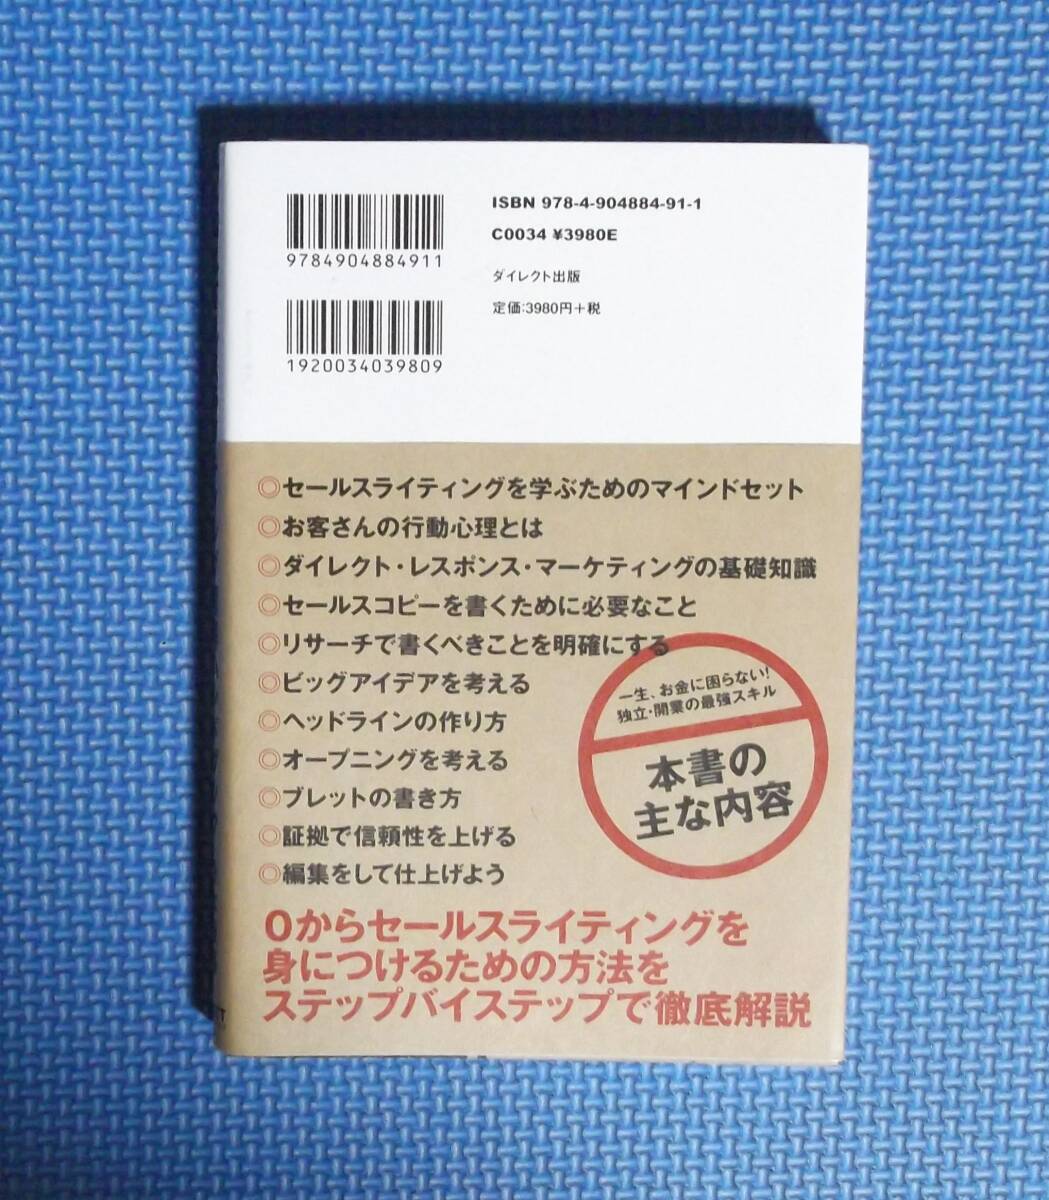 9784904884911
ISBN 978-4-904884-91-1
C0034 ¥3980E
ダイレクト出版
定価:3980円+税
1920034039809
◎セールスライティングを学ぶためのマインドセット
◎お客さんの行動心理とは
◎ダイレクト・レスポンス・マーケティングの基礎知識
◎セールスコピーを書くために必要なこと
◎リサーチで書くべきことを明確にする
◎ビッグアイデアを考える
◎ヘッドラインの作り方
◎オープニングを考える
◎ブレットの書き方
◎証拠で信頼性を上げる
◎編集をして仕上げよう
一生、お金に困らない!
独立・開業の最強スキル
本書の
主な内容
0からセールスライティングを
身につけるための方法を
ステップバイステップで徹底解説